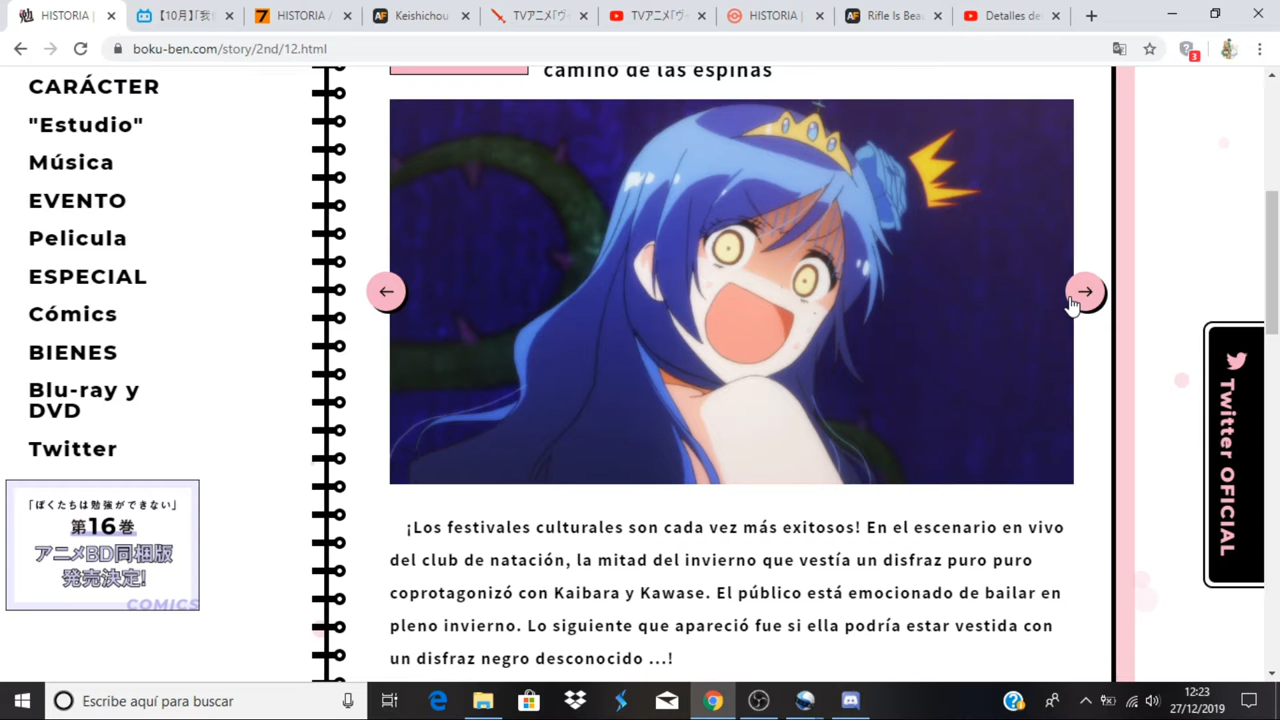 HISTORIA
【10月】「我
HISTORIA /
Keishichou
TVアニメ「ヴィ
TVアニメ「ヴ
HISTORIA |
Rifle Is Bea
Detalles de
boku-ben.com/story/2nd/12.html
3
camino de las espinas
CARÁCTER
"Estudio"
Música
EVENTO
Pelicula
ESPECIAL
Cómics
BIENES
Blu-ray y
DVD
Twitter
「ぼくたちは勉強ができない」
第16巻
アニメBD同梱版
発売決定!
COMICS
Twitter OFICIAL
¡Los festivales culturales son cada vez más exitosos! En el escenario en vivo
del club de natación, la mitad del invierno que vestía un disfraz puro puro
coprotagonizó con Kaibara y Kawase. El público está emocionado de bailar en
pleno invierno. Lo siguiente que apareció fue si ella podría estar vestida con
un disfraz negro desconocido ...!
Escribe aquí para buscar
12:23
27/12/2019